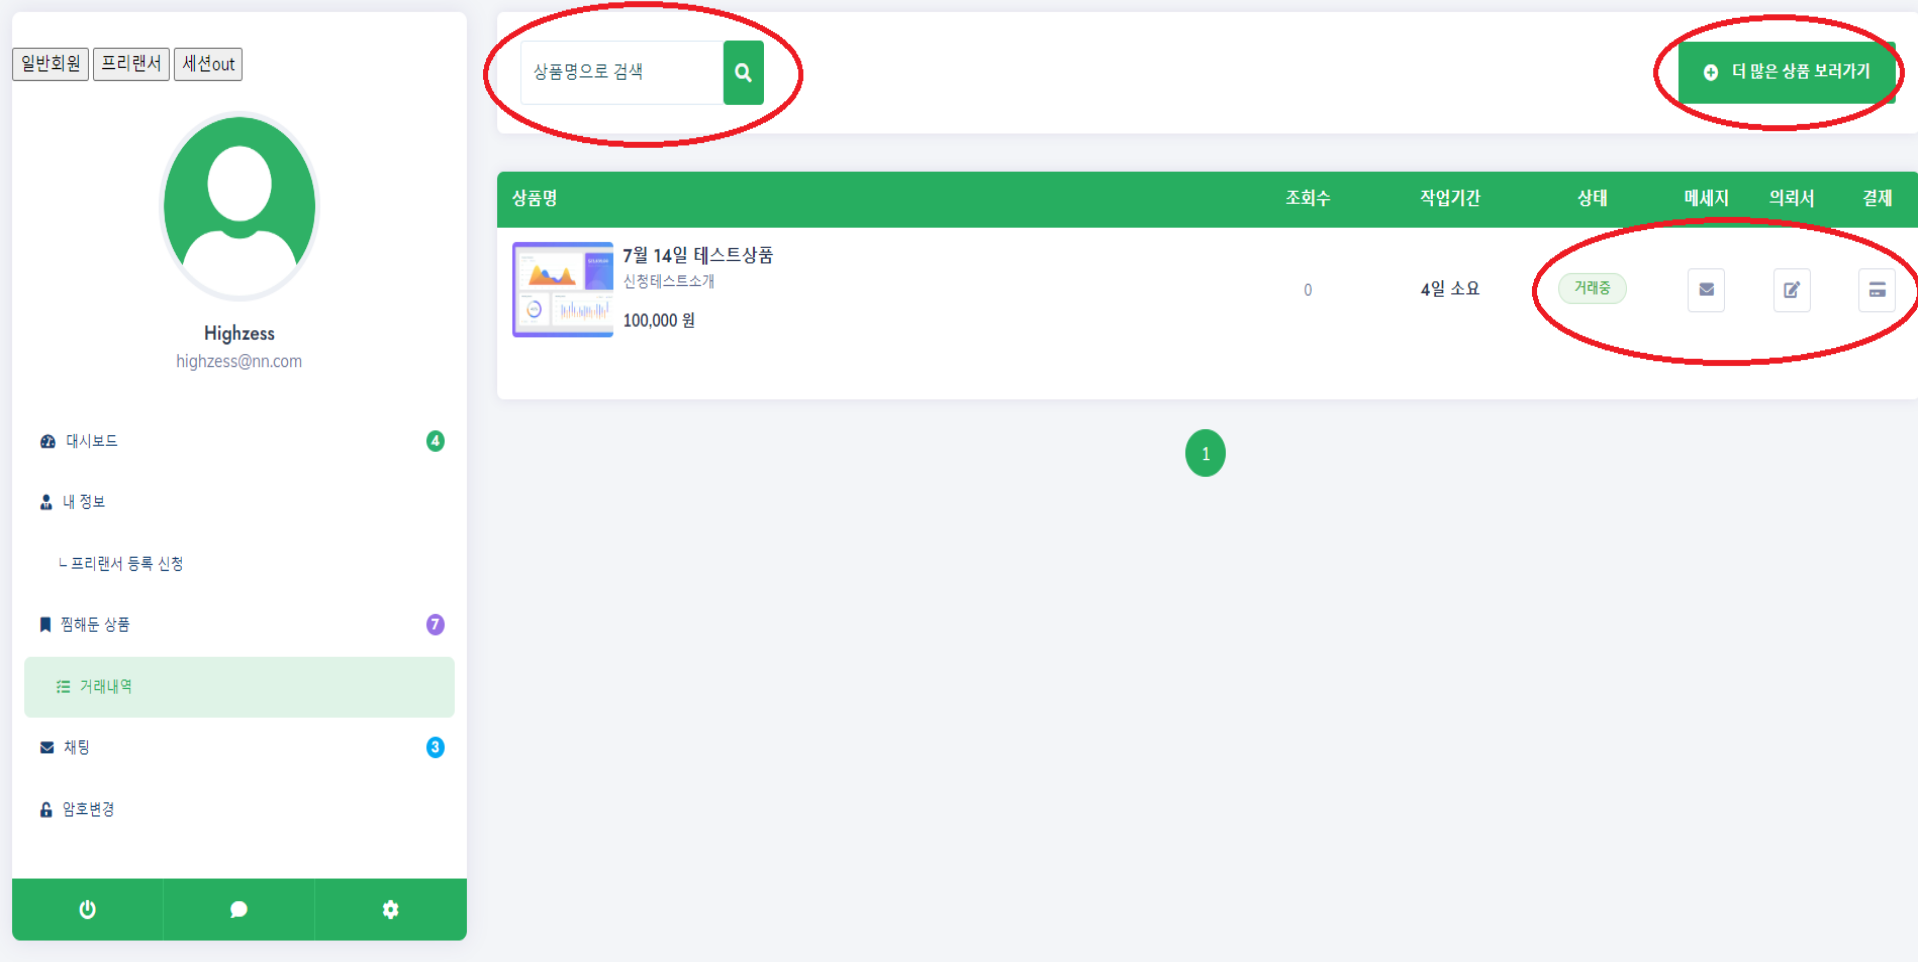 일반회원 프리랜서 세션out
Highzess
highzess@nn.com
대시보드 4
내 정보
ㄴ프리랜서 등록 신청
찜해둔 상품 7
거래내역
채팅 3
암호변경
상품명으로 검색
더 많은 상품 보러가기
상품명 조회수 작업기간 상태 메세지 의뢰서 결제
7월 14일 테스트상품
신청테스트소개
100,000 원
0 4일 소요 거래중
1